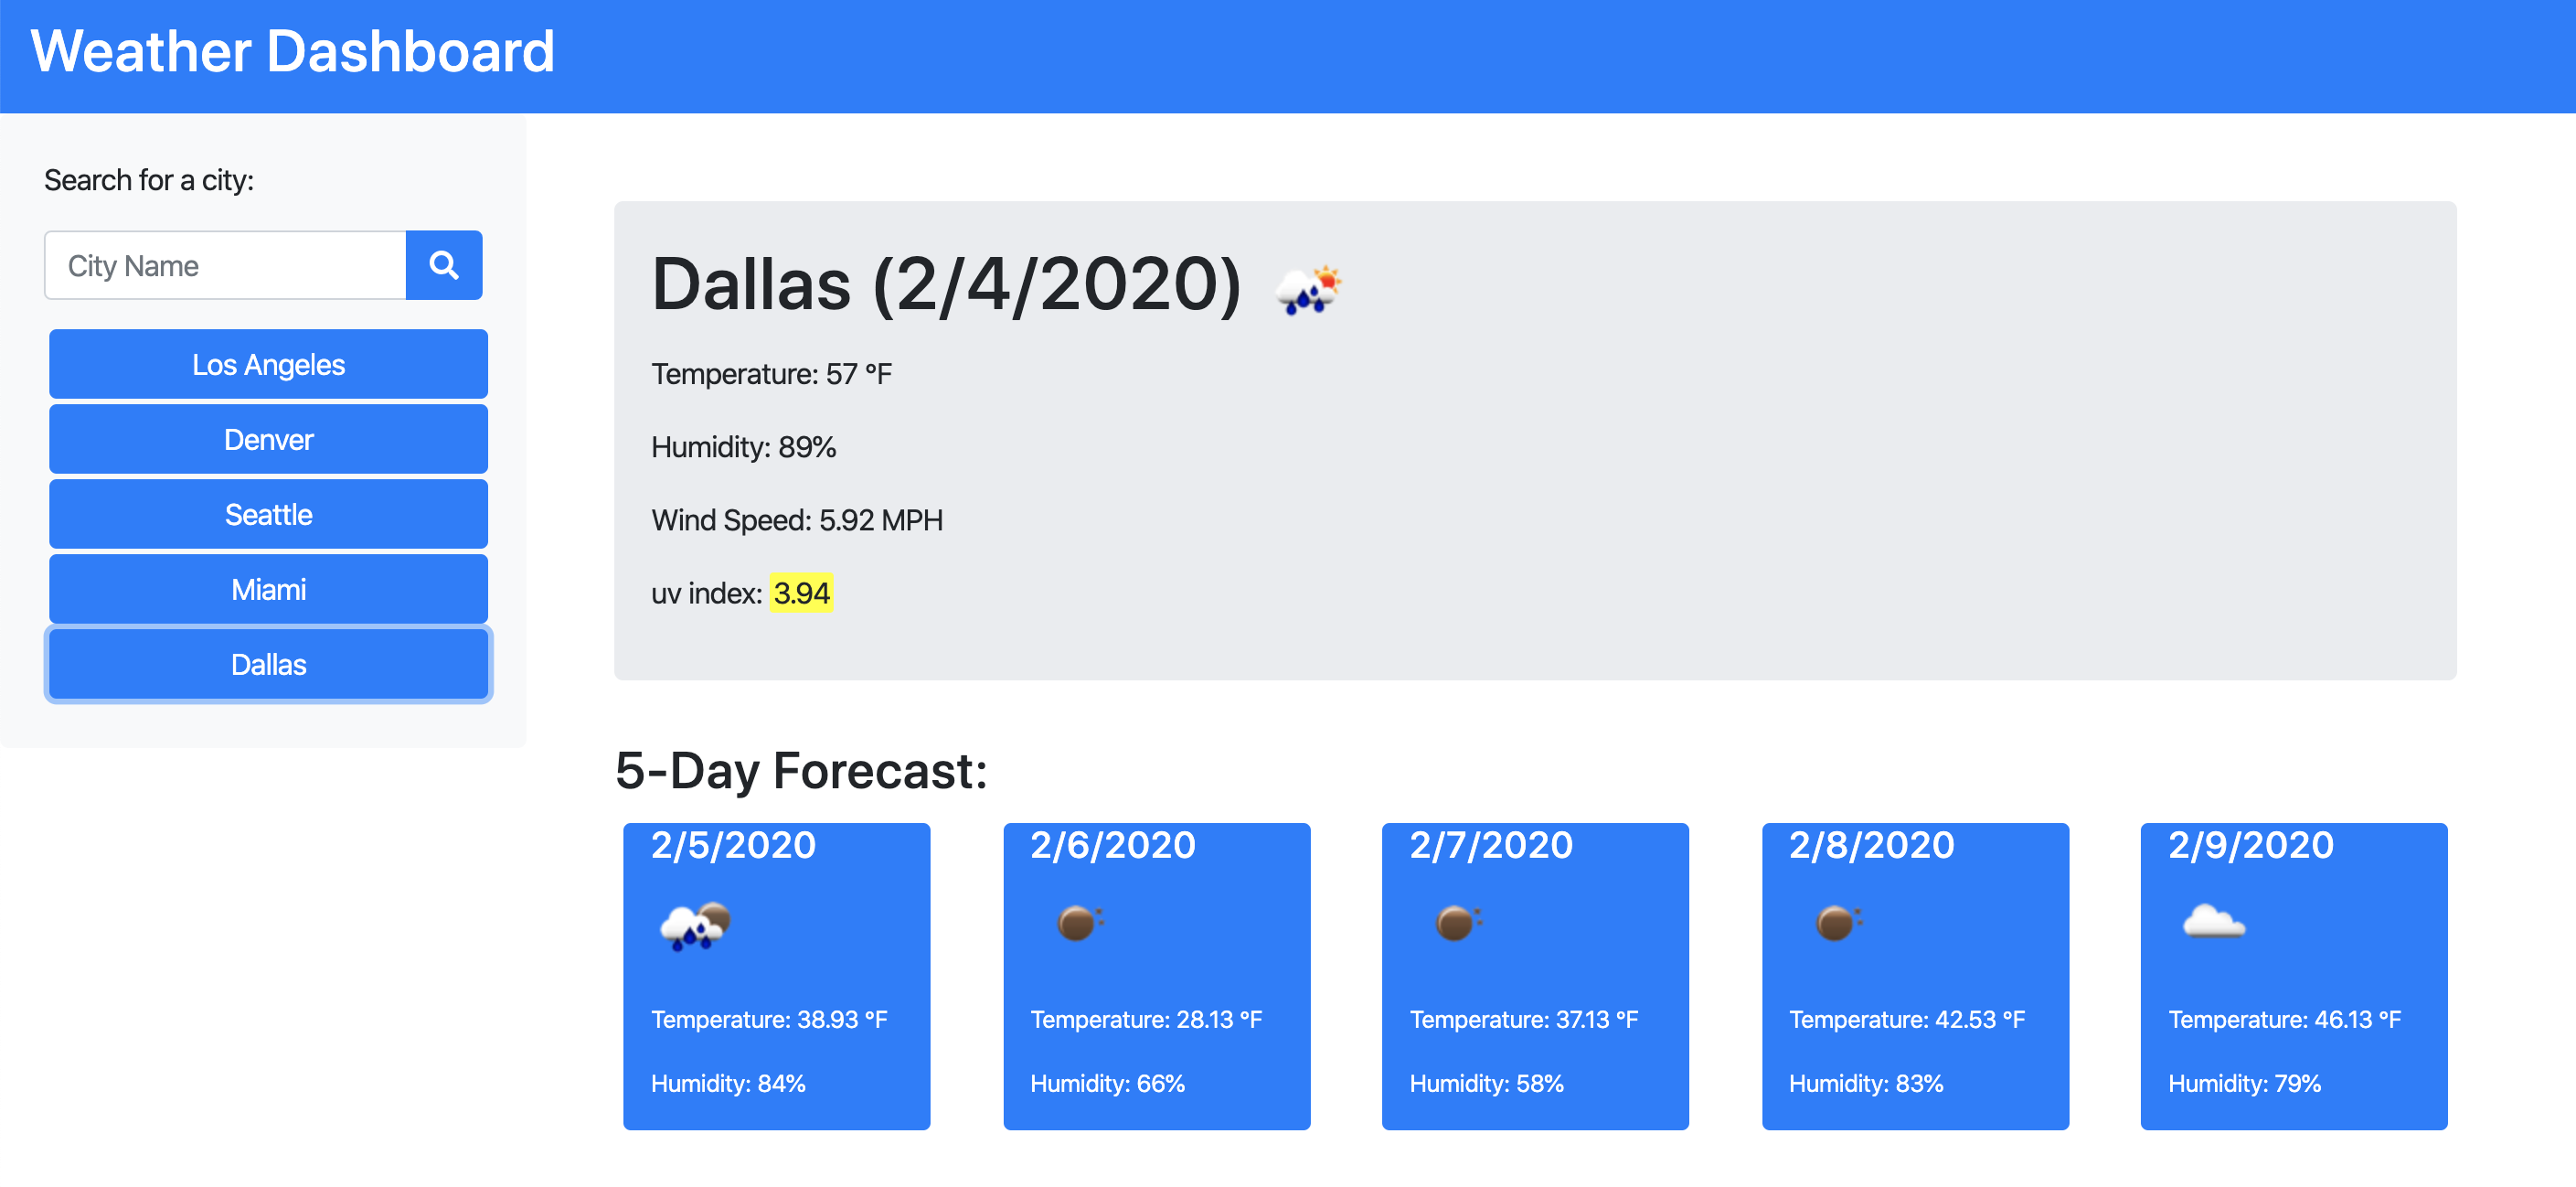 Weather Dashboard
Search for a city:
City Name
Los Angeles
Denver
Seattle
Miami
Dallas
Dallas (2/4/2020)
Temperature: 57 °F
Humidity: 89%
Wind Speed: 5.92 MPH
uv index: 3.94
5-Day Forecast:
2/5/2020
Temperature: 38.93 °F
Humidity: 84%
2/6/2020
Temperature: 28.13 °F
Humidity: 66%
2/7/2020
Temperature: 37.13 °F
Humidity: 58%
2/8/2020
Temperature: 42.53 °F
Humidity: 83%
2/9/2020
Temperature: 46.13 °F
Humidity: 79%